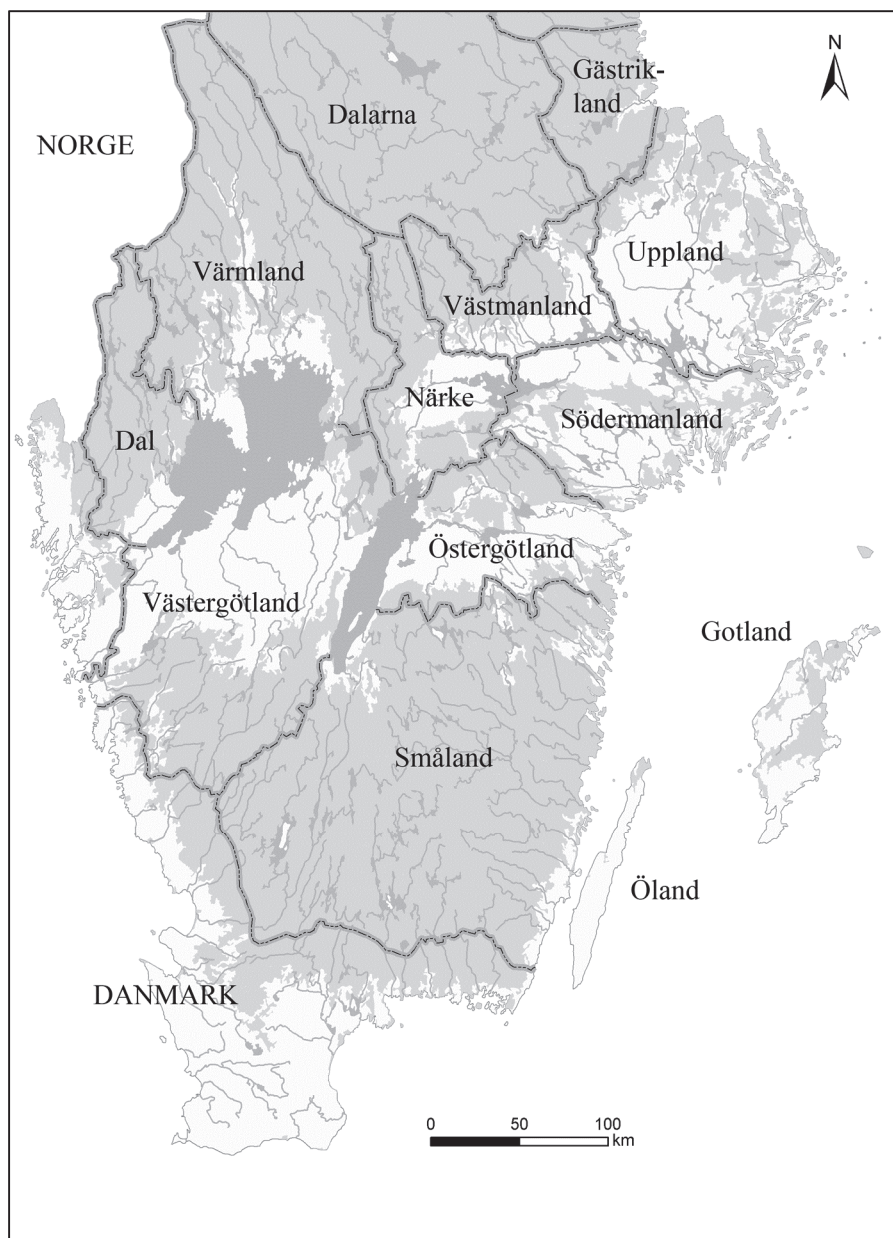 N
Gästrik-
land
Dalarna
NORGE
Uppland
Värmland
Västmanland
Närke
Södermanland
Dal
Östergötland
Västergötland
Gotland
Småland
Öland
DANMARK
0 50 100
km